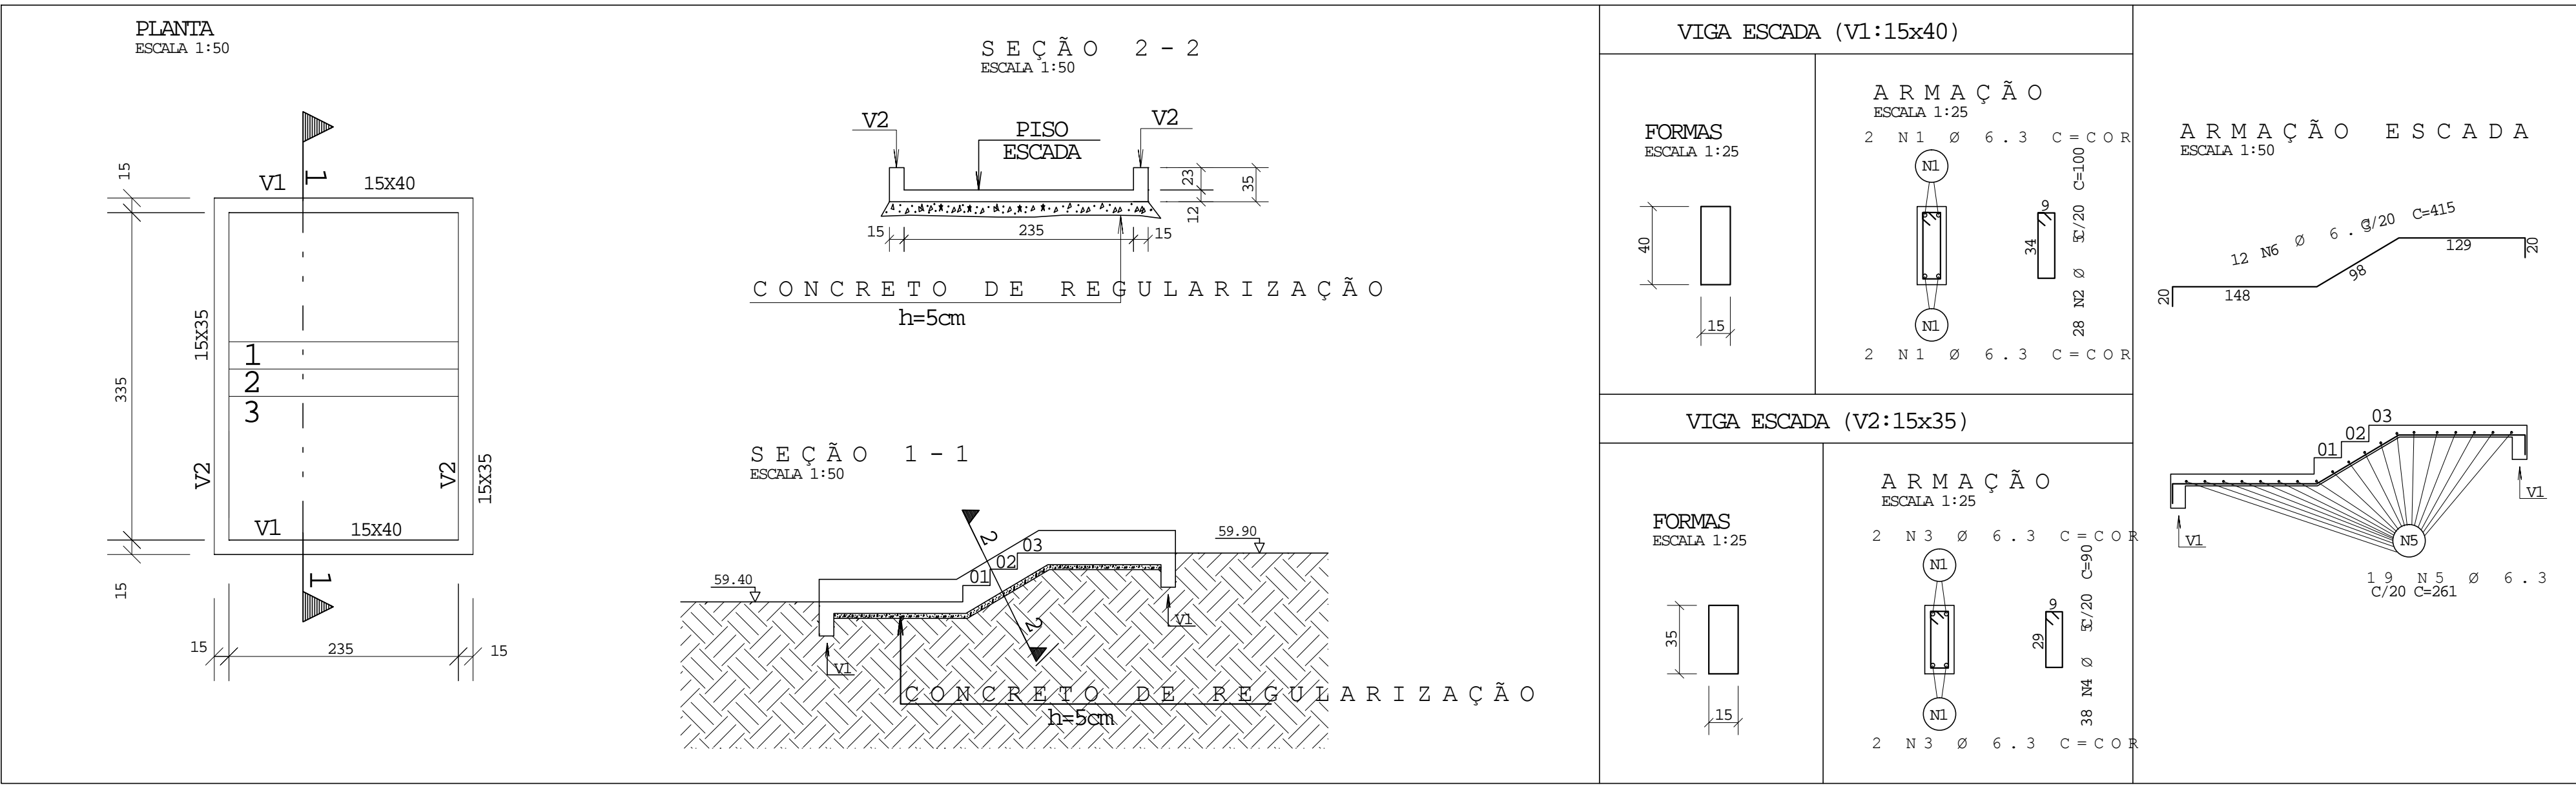 PLANTA
ESCALA 1:50
1
V1
15X40
15
335
15
15X35
V2
1
2
3
V2
15X35
V1
15X40
1
15
235
15
SEÇÃO 2-2
ESCALA 1:50
V2
PISO
ESCADA
V2
23
12
35
15
235
15
CONCRETO DE REGULARIZAÇÃO
h=5cm
SEÇÃO 1-1
ESCALA 1:50
2
59.40
01
02
03
59.90
2
V1
V1
CONCRETO DE REGULARIZAÇÃO
h=5cm
VIGA ESCADA (V1:15x40)
FORMAS
ESCALA 1:25
40
15
ARMAÇÃO
ESCALA 1:25
2 N1 Ø 6.3 C=COR
N1
9
34
28 N2 Ø 5 C/20 C=100
N1
2 N1 Ø 6.3 C=COR
VIGA ESCADA (V2:15x35)
FORMAS
ESCALA 1:25
35
15
ARMAÇÃO
ESCALA 1:25
2 N3 Ø 6.3 C=COR
N1
9
29
38 N4 Ø 5 C/20 C=90
N1
2 N3 Ø 6.3 C=COR
ARMAÇÃO ESCADA
ESCALA 1:50
12 N6 Ø 6.3 C/20 C=415
20
148
98
129
20
01
02
03
V1
V1
N5
19 N5 Ø 6.3
C/20 C=261